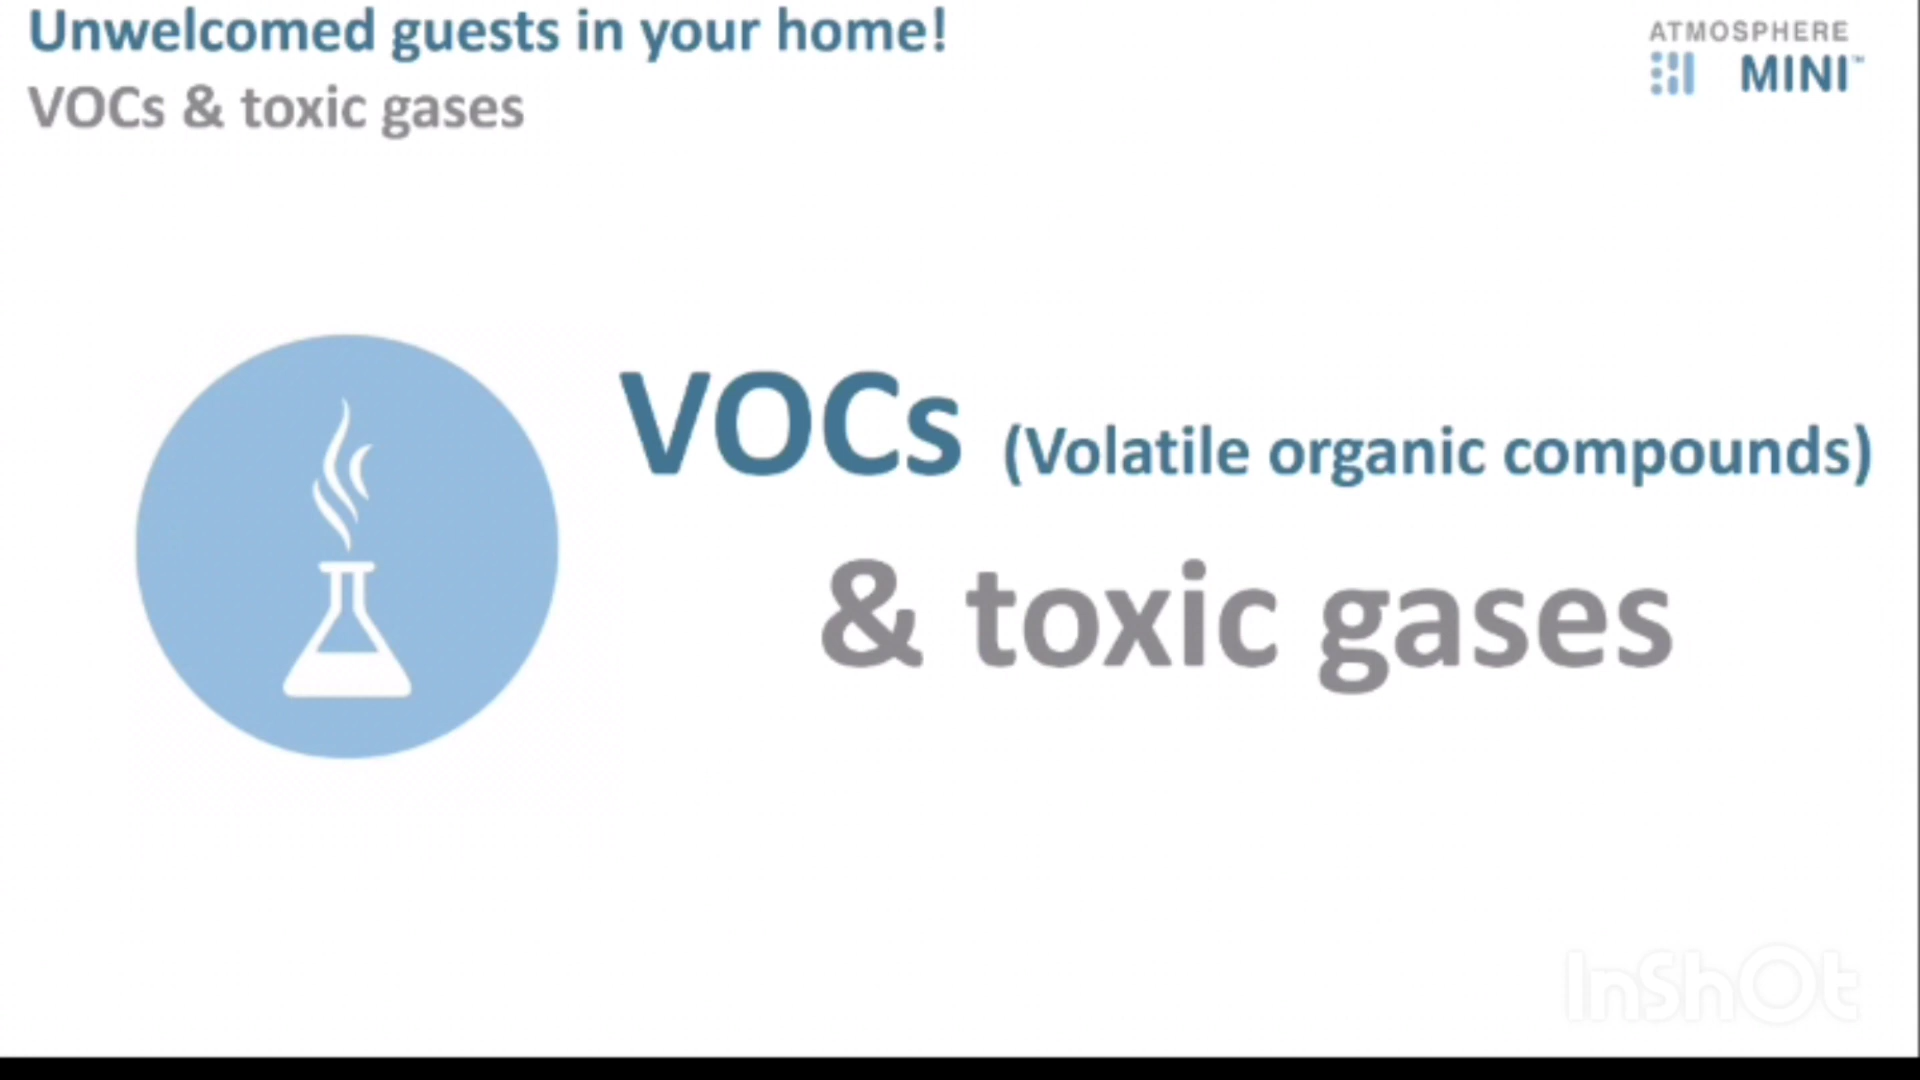 Unwelcomed guests in your home!
VOCs & toxic gases
ATMOSPHERE
MINI™
VOCs (Volatile organic compounds)
& toxic gases
InShOt